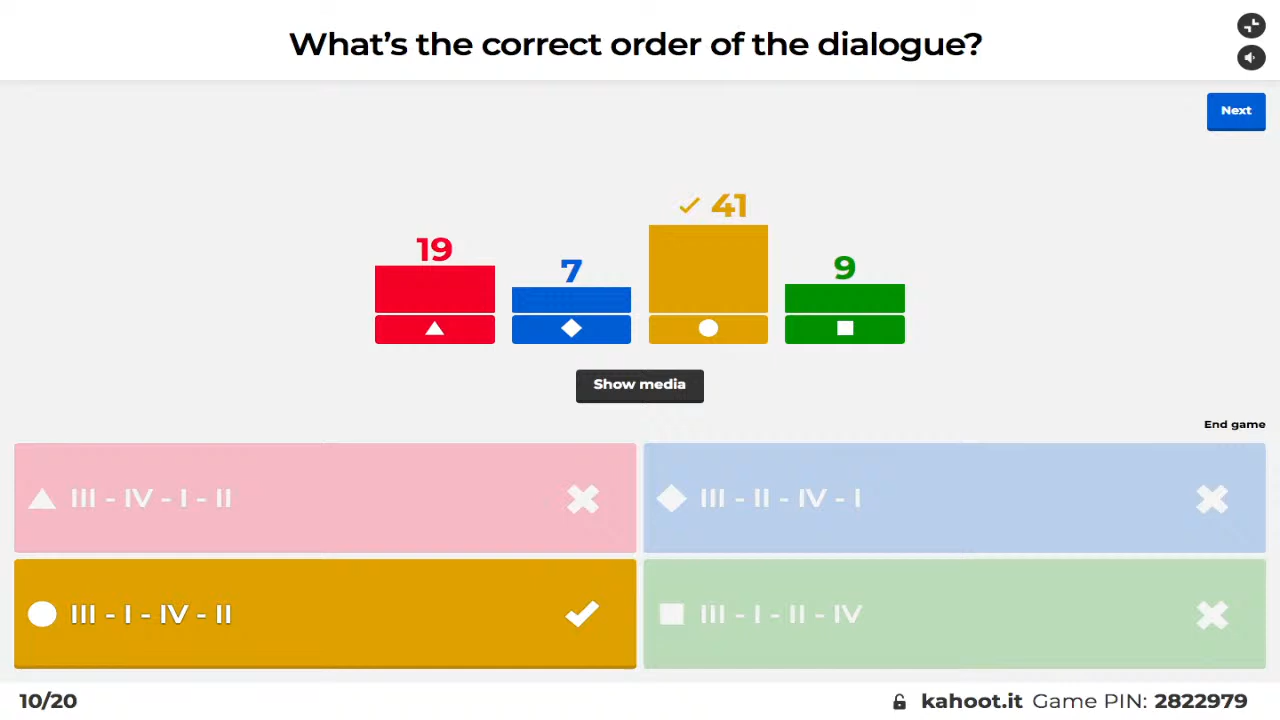 What's the correct order of the dialogue?
Next
19
7
41
9
Show media
End game
III - IV - I - II
III - II - IV - I
III - I - IV - II
III - I - II - IV
10/20
kahoot.it Game PIN: 2822979